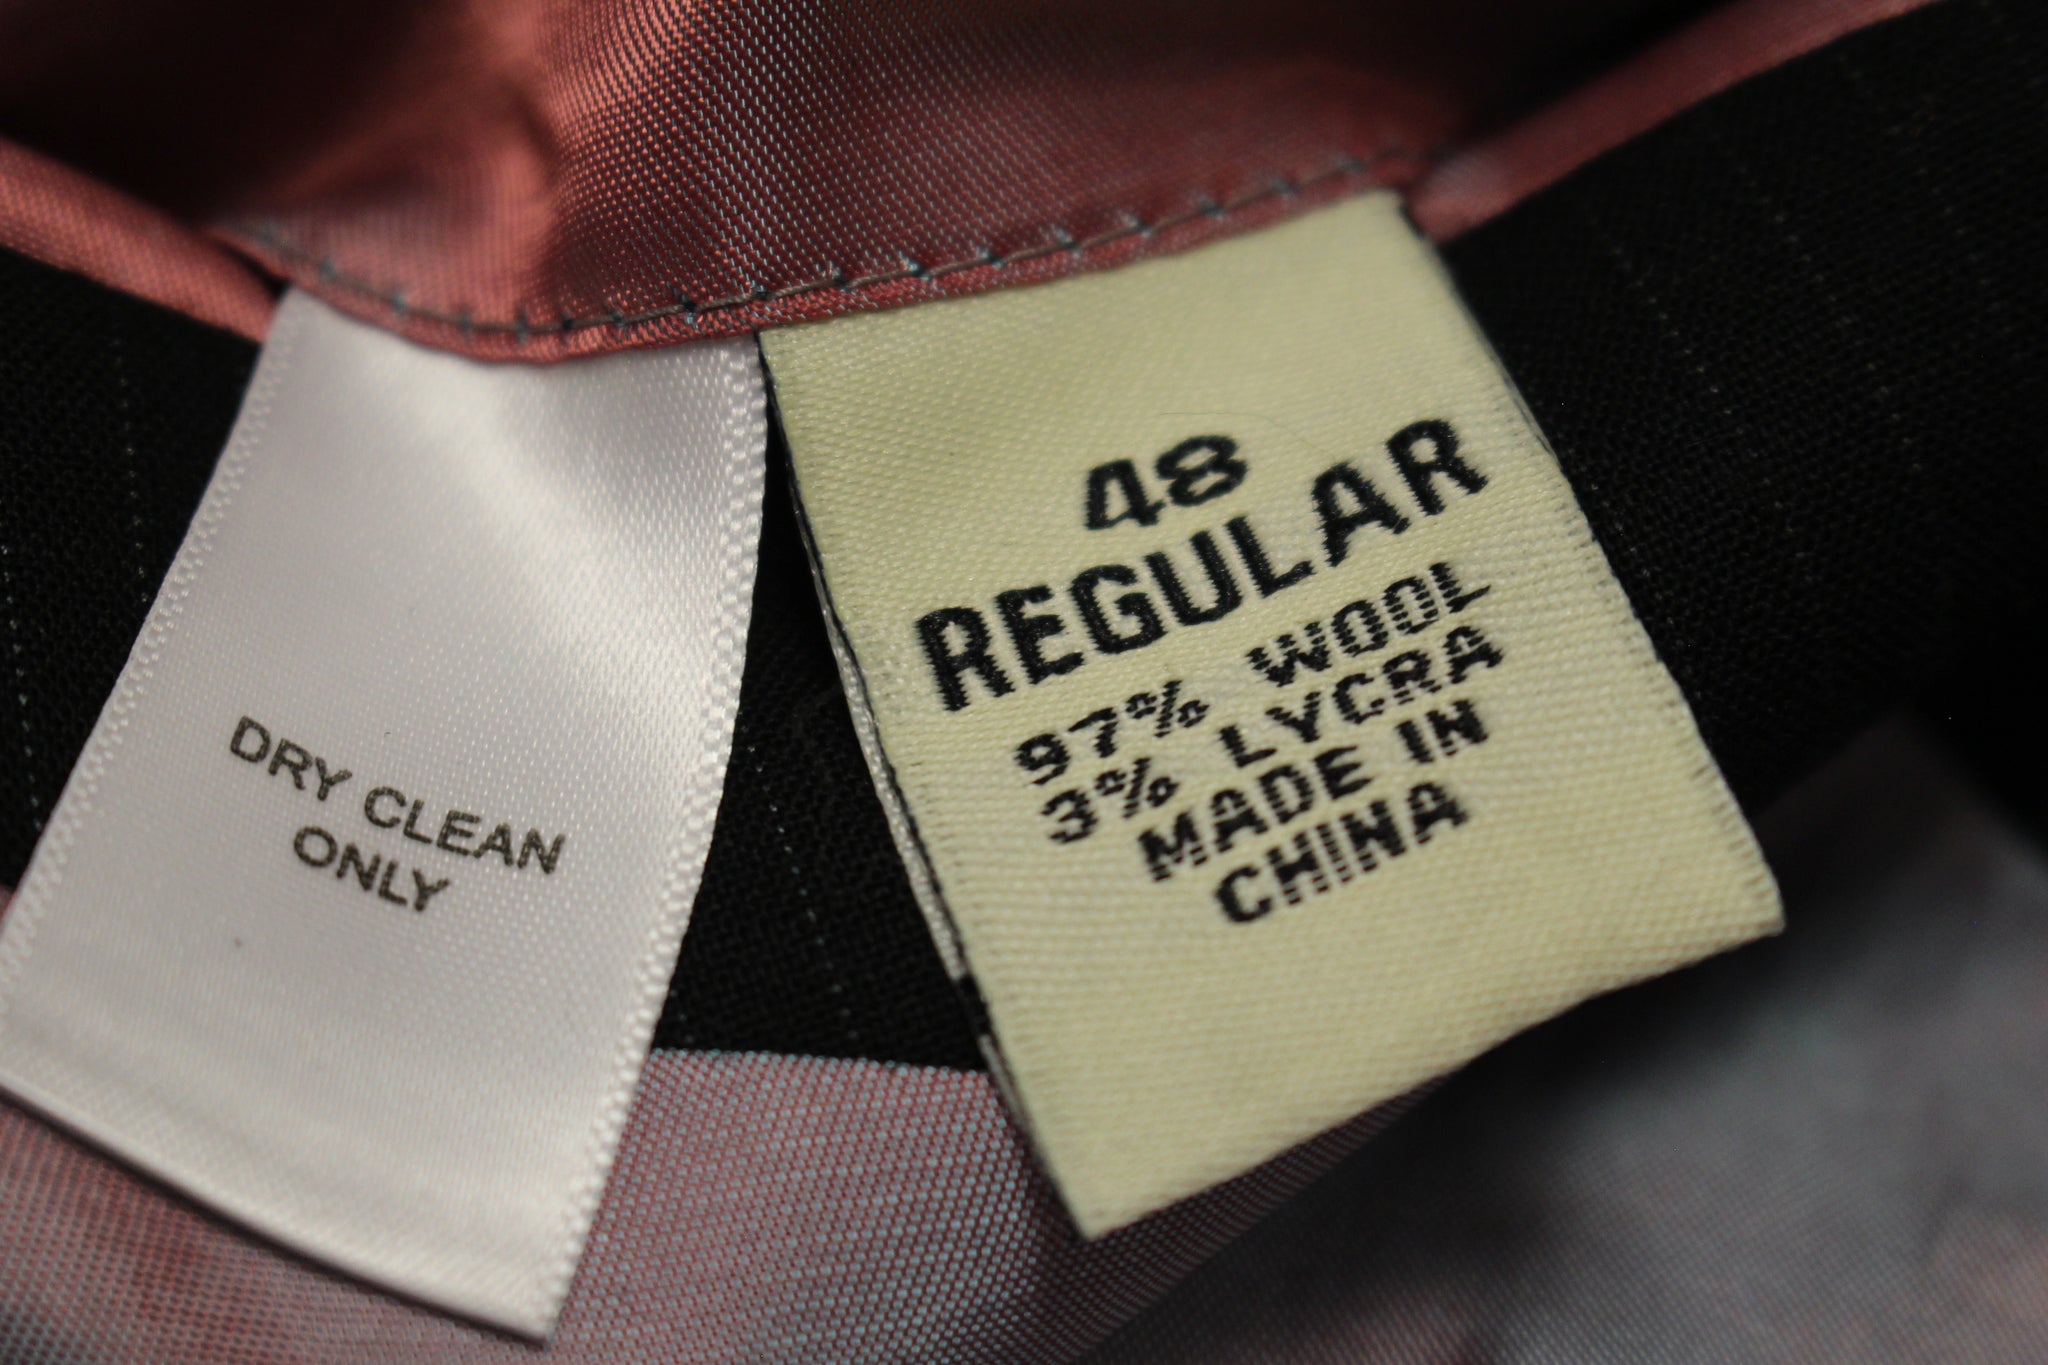 DRY CLEAN
ONLY
48
REGULAR
97% WOOL
3% LYCRA
MADE IN
CHINA